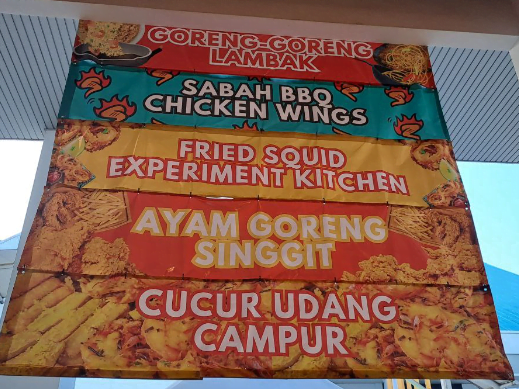 GORENG-GORENG
LAMBAK
SABAH BBQ
CHICKEN WINGS
FRIED SQUID
EXPERIMENT KITCHEN
AYAM GORENG
SINGGIT
CUCUR UDANG
CAMPUR